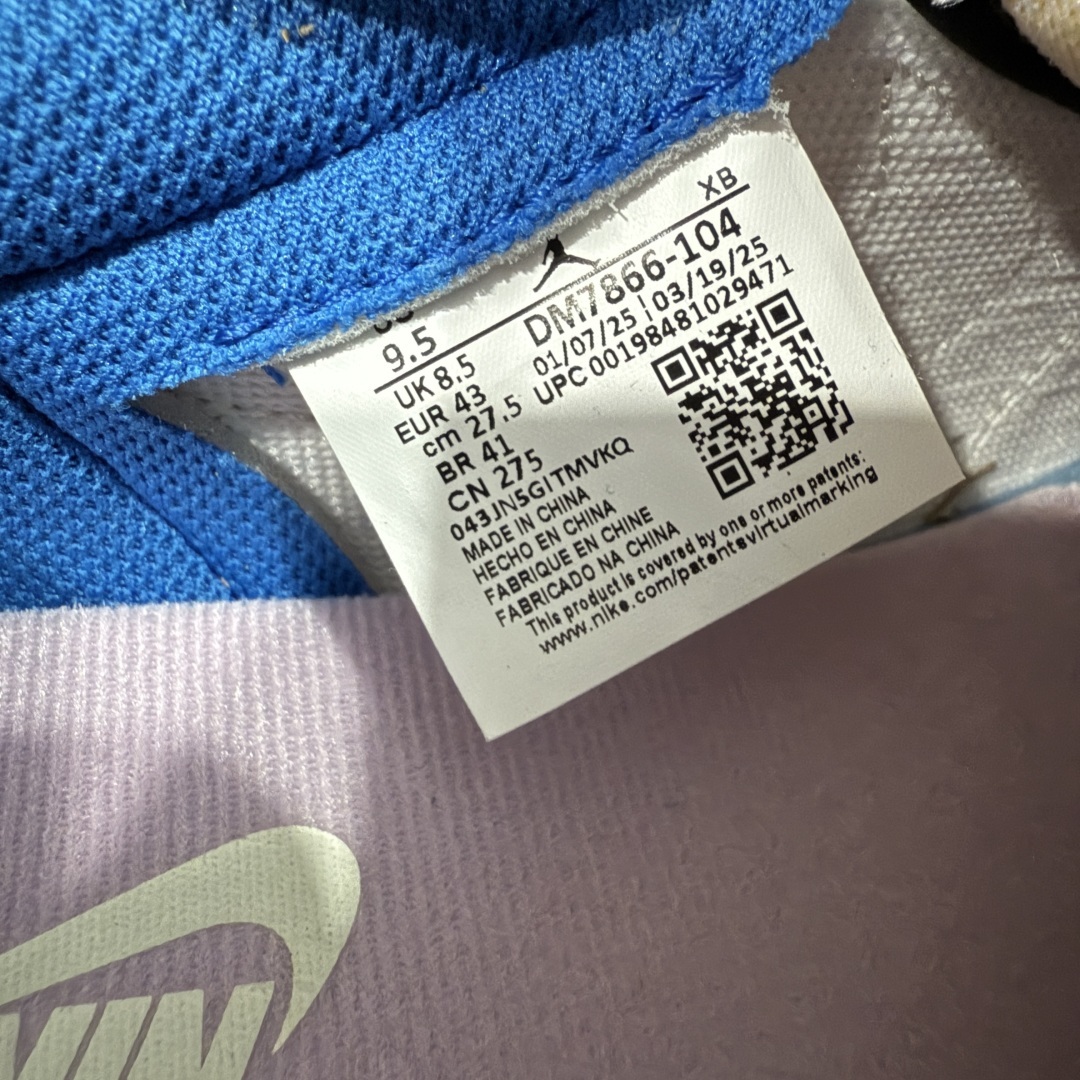 XB
9.5
DM7866-104
01/07/25 03/19/25
UPC 00198481029471
UK 8.5
EUR 43
cm 27.5
BR 41
CN 275
MADE IN CHINA
HECHO EN CHINA
FABRIQUE EN CHINE
FABRICADO NA CHINA
This product is covered by one or more patents:
www.nike.com/patentsvirtualmarking